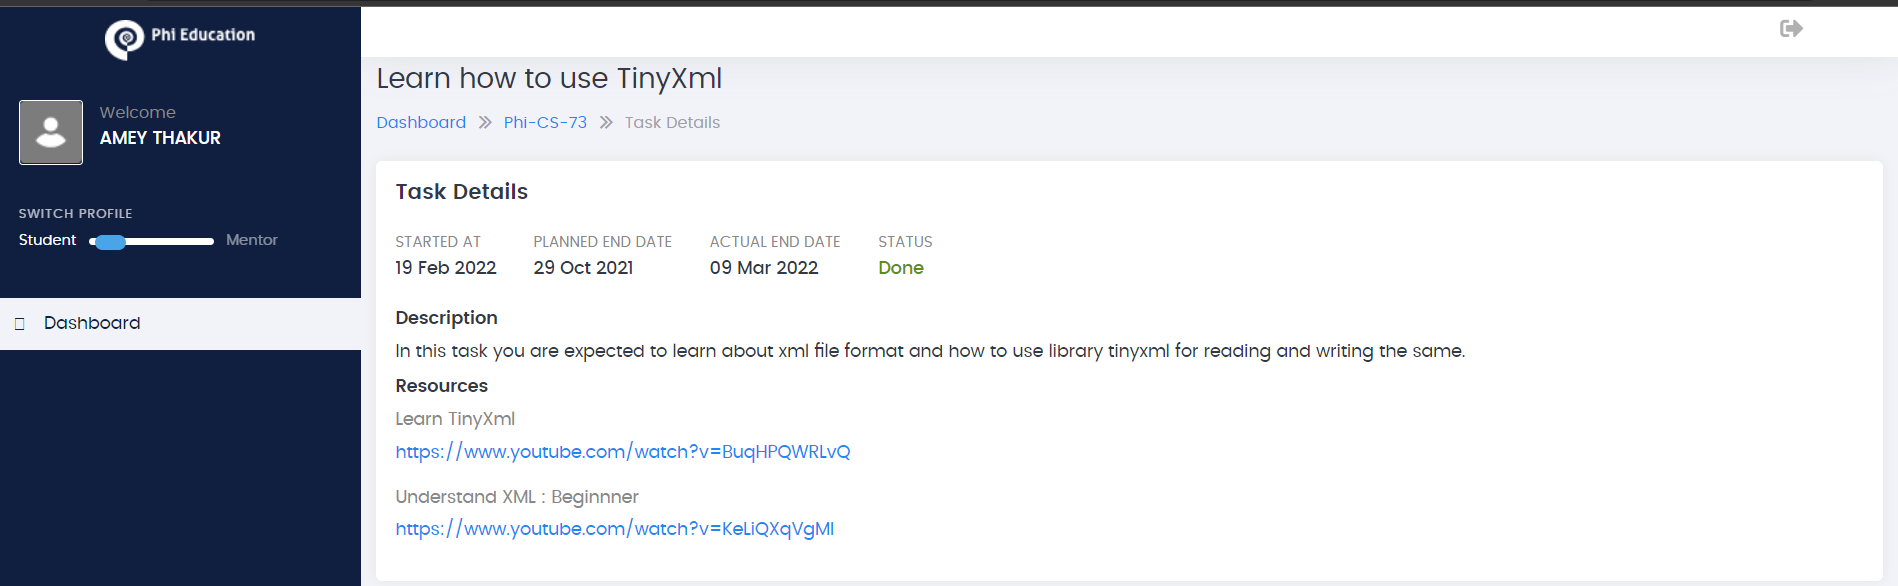 Phi Education
Welcome
AMEY THAKUR
SWITCH PROFILE
Student Mentor
Dashboard
Learn how to use TinyXml
Dashboard » Phi-CS-73 » Task Details
Task Details
STARTED AT PLANNED END DATE ACTUAL END DATE STATUS
19 Feb 2022 29 Oct 2021 09 Mar 2022 Done
Description
In this task you are expected to learn about xml file format and how to use library tinyxml for reading and writing the same.
Resources
Learn TinyXml
https://www.youtube.com/watch?v=BuqHPQWRLvQ
Understand XML : Beginnner
https://www.youtube.com/watch?v=KeLiQXqVgMI